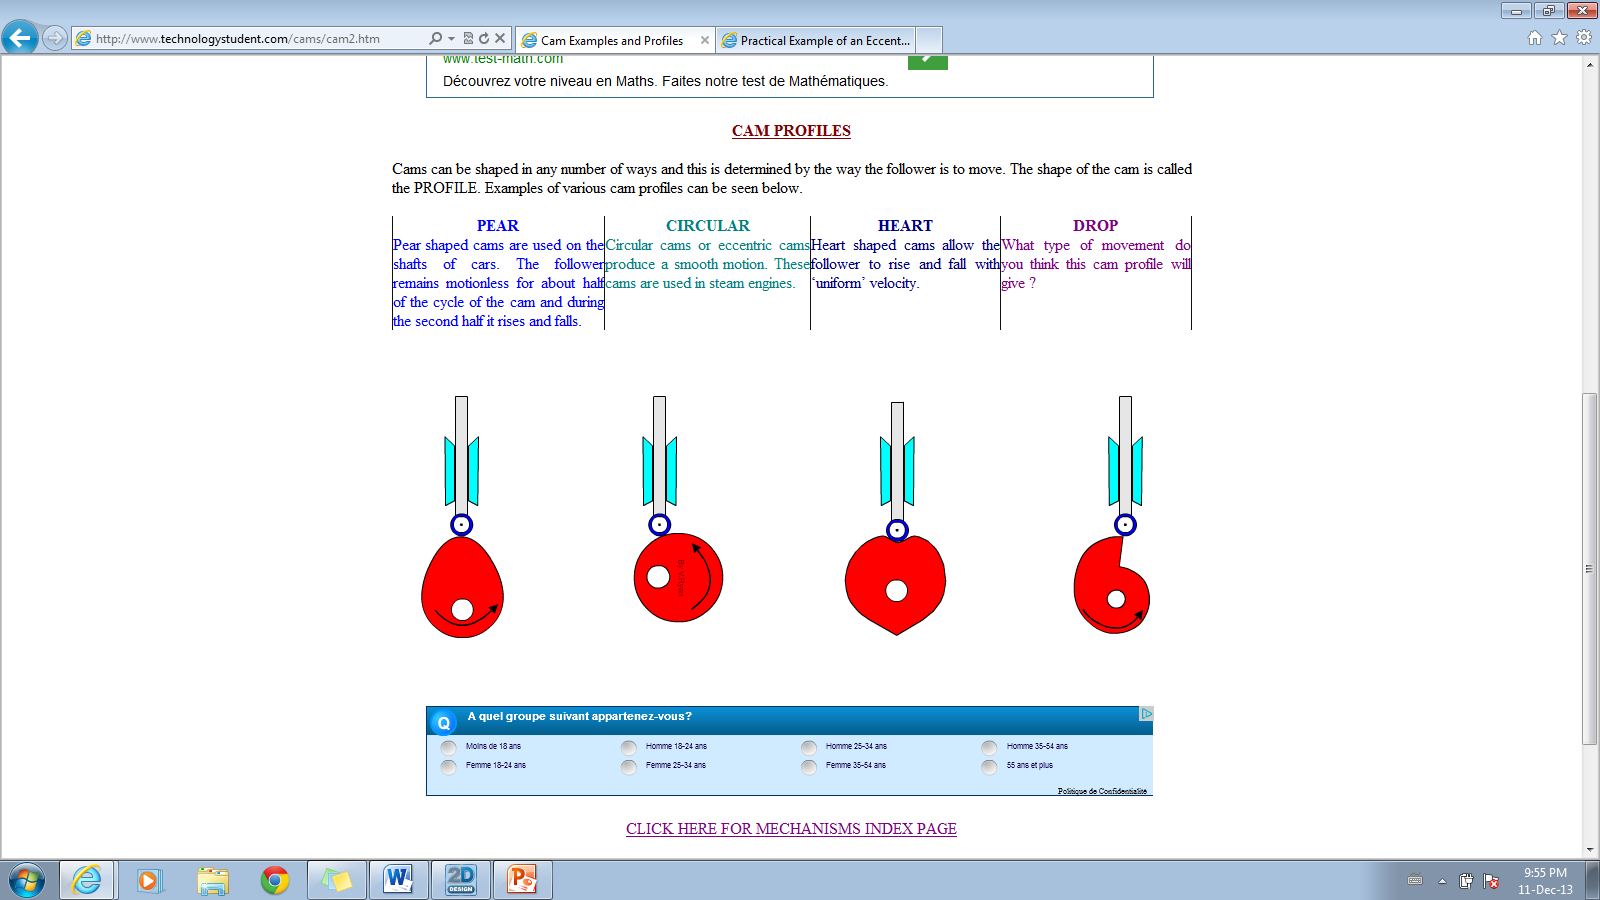 http://www.technologystudent.com/cams/cam2.htm
Cam Examples and Profiles
Practical Example of an Eccent...
www.test-math.com
Découvrez votre niveau en Maths. Faites notre test de Mathématiques.
CAM PROFILES
Cams can be shaped in any number of ways and this is determined by the way the follower is to move. The shape of the cam is called
the PROFILE. Examples of various cam profiles can be seen below.
PEAR
Pear shaped cams are used on the
shafts of cars. The follower
remains motionless for about half
of the cycle of the cam and during
the second half it rises and falls.
CIRCULAR
Circular cams or eccentric cams
produce a smooth motion. These
cams are used in steam engines.
HEART
Heart shaped cams allow the
follower to rise and fall with
‘uniform’ velocity.
DROP
What type of movement do
you think this cam profile will
give ?
Q
A quel groupe suivant appartenez-vous?
Moins de 18 ans
Homme 18-24 ans
Homme 25-34 ans
Homme 35-54 ans
Femme 18-24 ans
Femme 25-34 ans
Femme 35-54 ans
55 ans et plus
Politique de Confidentialité
CLICK HERE FOR MECHANISMS INDEX PAGE
W
2D
DESIGN
P
9:55 PM
11-Dec-13